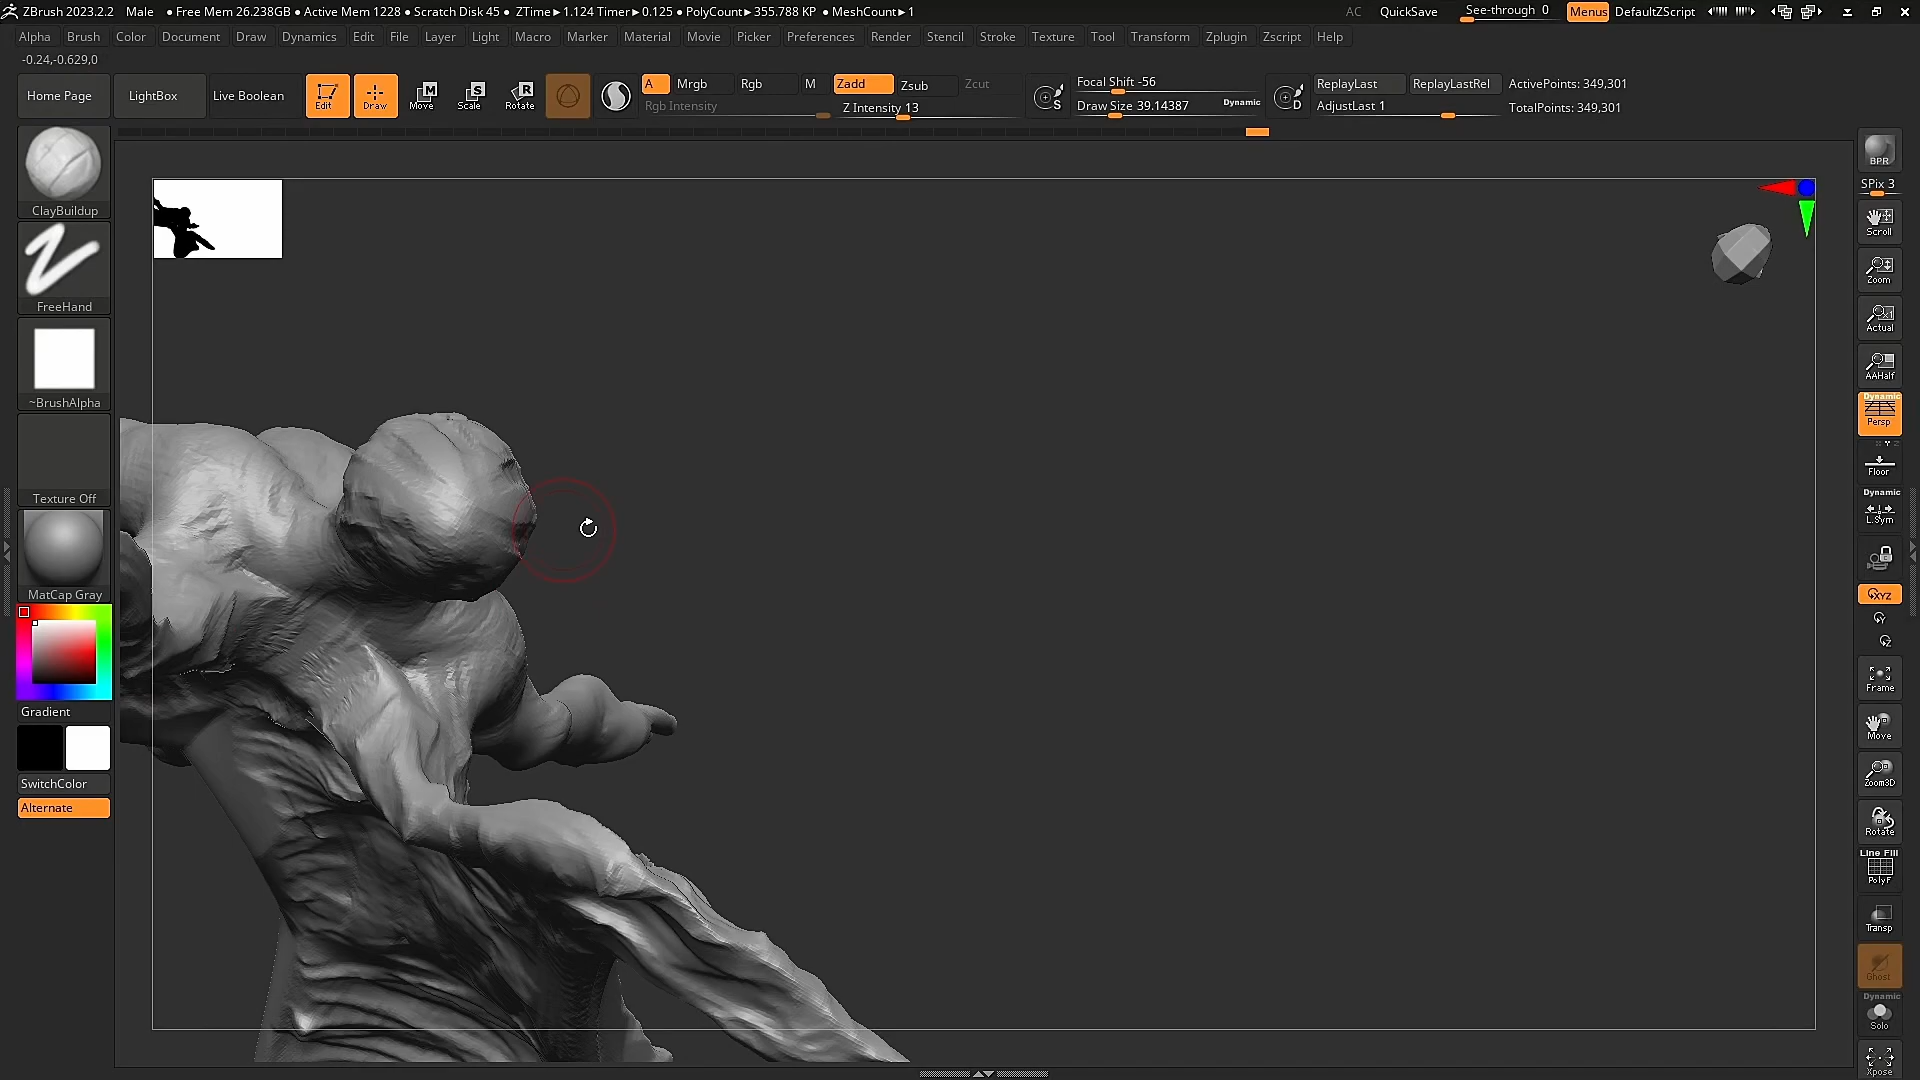 ZBrush 2023.2.2 Male • Free Mem 26.238GB • Active Mem 1228 • Scratch Disk 45 • ZTime►1.124 Timer►0.125 • PolyCount►355.788 KP • MeshCount►1 AC QuickSave See-through 0 Menus DefaultZScript
Alpha Brush Color Document Draw Dynamics Edit File Layer Light Macro Marker Material Movie Picker Preferences Render Stencil Stroke Texture Tool Transform Zplugin Zscript Help
-0.24,-0.629,0
Home Page LightBox Live Boolean Edit Draw Move Scale Rotate A Mrgb Rgb M Zadd Zsub Zcut Focal Shift -56 ReplayLast ReplayLastRel ActivePoints: 349,301
Rgb Intensity Z Intensity 13 S Draw Size 39.14387 Dynamic D AdjustLast 1 TotalPoints: 349,301
BPR
SPix 3
ClayBuildup
Scroll
Zoom
FreeHand
Actual
AAHalf
~BrushAlpha
Dynamic
Persp
Floor
Dynamic
Texture Off
L.Sym
MatCap Gray
XYZ
Y
Z
Frame
Gradient
Move
SwitchColor
Zoom3D
Alternate
Rotate
Line Fill
PolyF
Transp
Ghost
Dynamic
Solo
Xpose